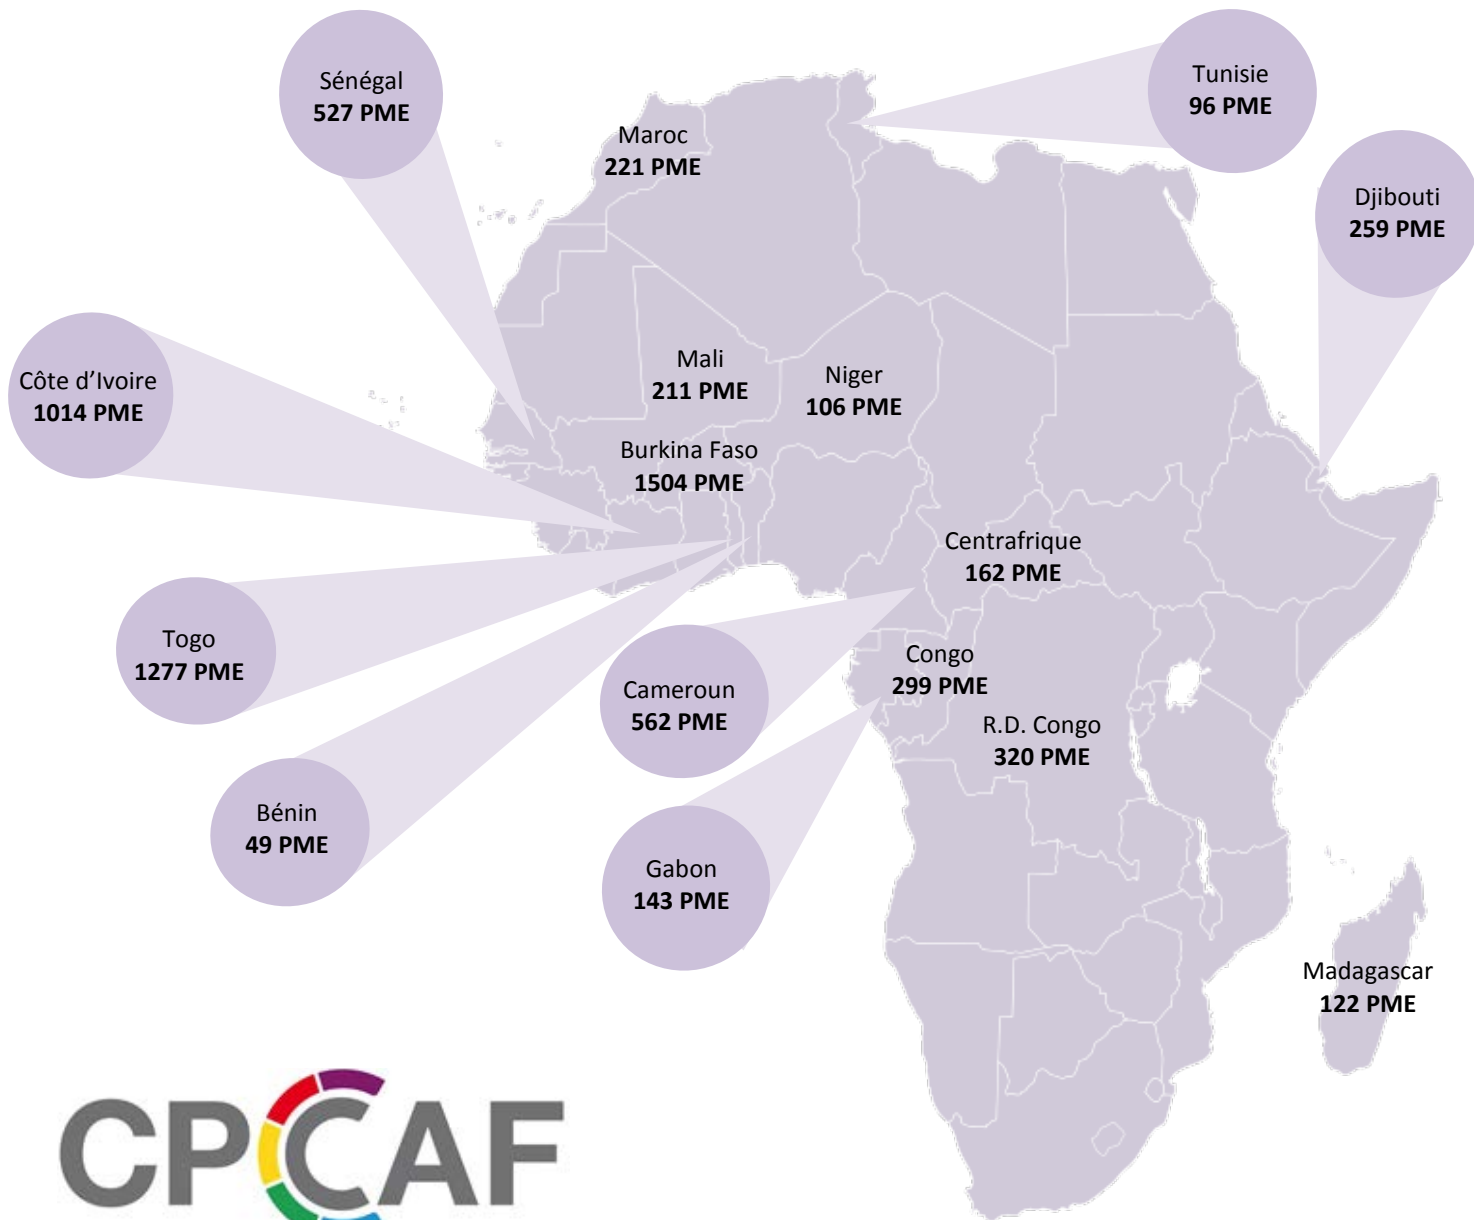 Sénégal
527 PME
Tunisie
96 PME
Maroc
221 PME
Djibouti
259 PME
Côte d’Ivoire
1014 PME
Mali
211 PME
Niger
106 PME
Burkina Faso
1504 PME
Centrafrique
162 PME
Togo
1277 PME
Cameroun
562 PME
Congo
299 PME
R.D. Congo
320 PME
Bénin
49 PME
Gabon
143 PME
Madagascar
122 PME
CPCCAF